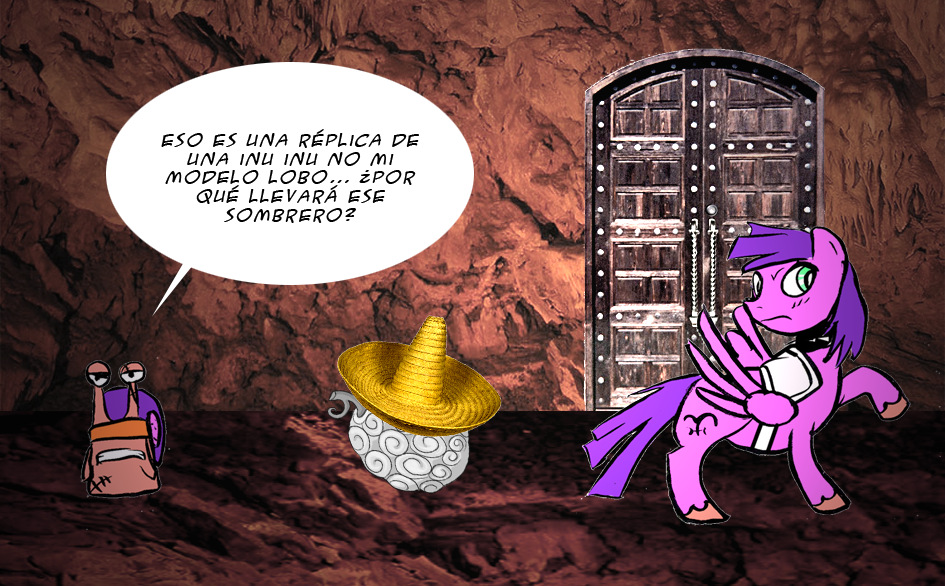 ESO ES UNA RÉPLICA DE
UNA INU INU NO MI
MODELO LOBO... ¿POR
QUÉ LLEVARÁ ESE
SOMBRERO?